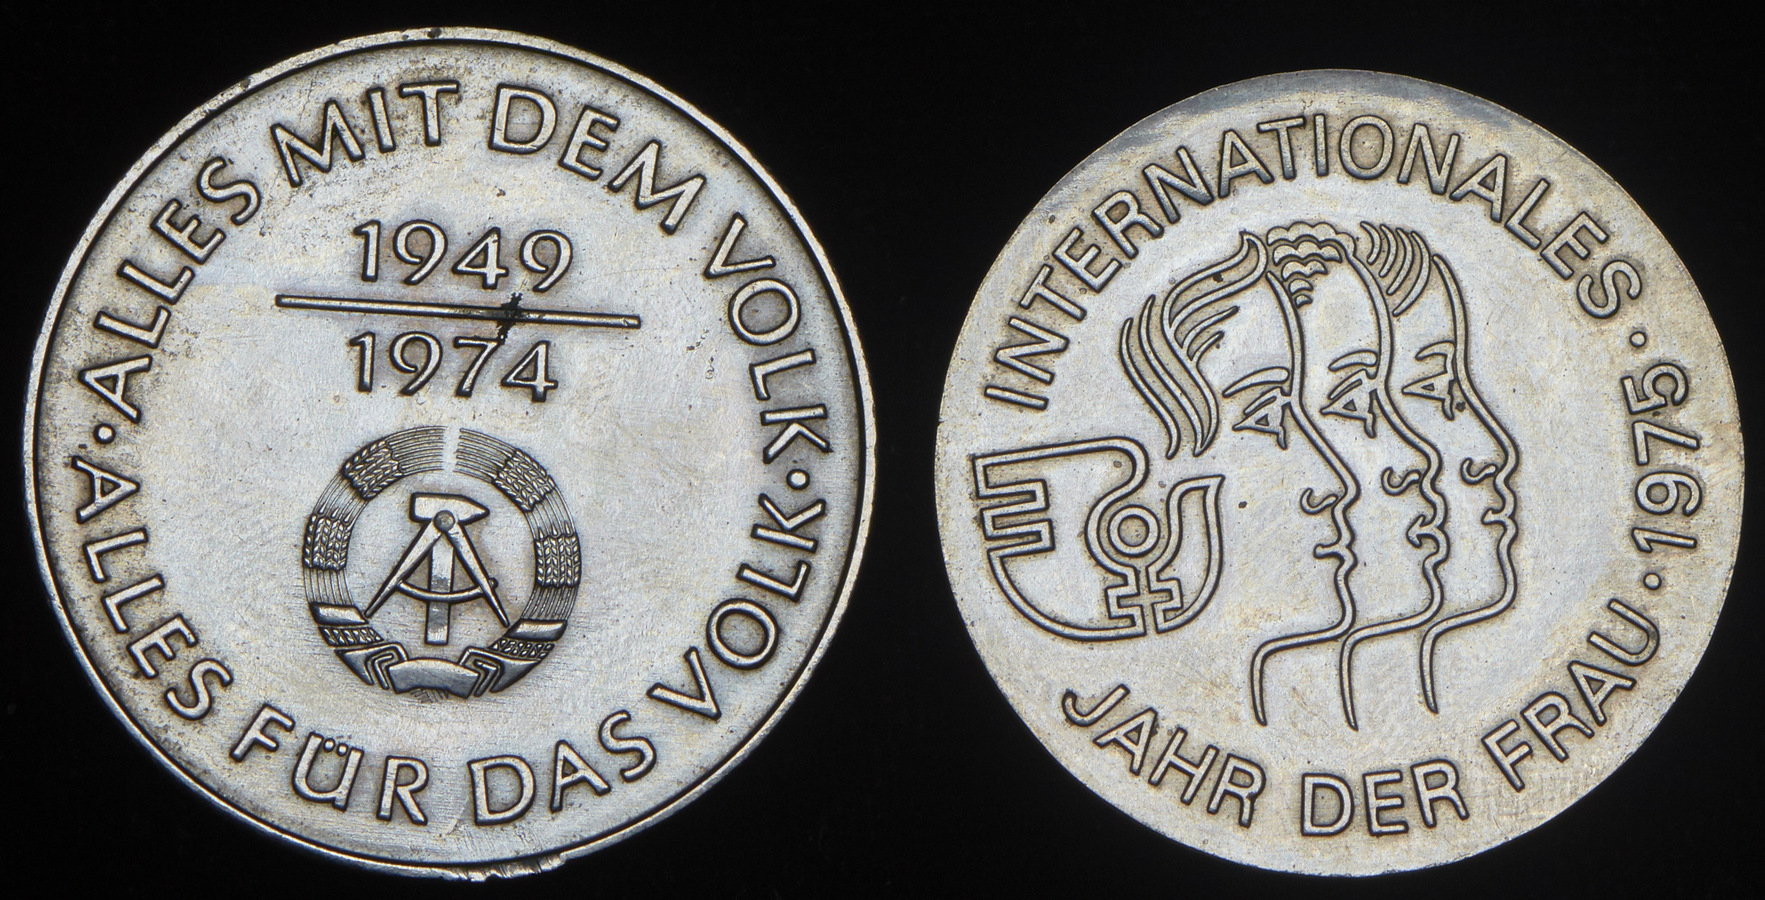 ALLES MIT DEM VOLK · ALLES FÜR DAS VOLK ·
1949
1974
INTERNATIONALES · 1975 ·
JAHR DER FRAU